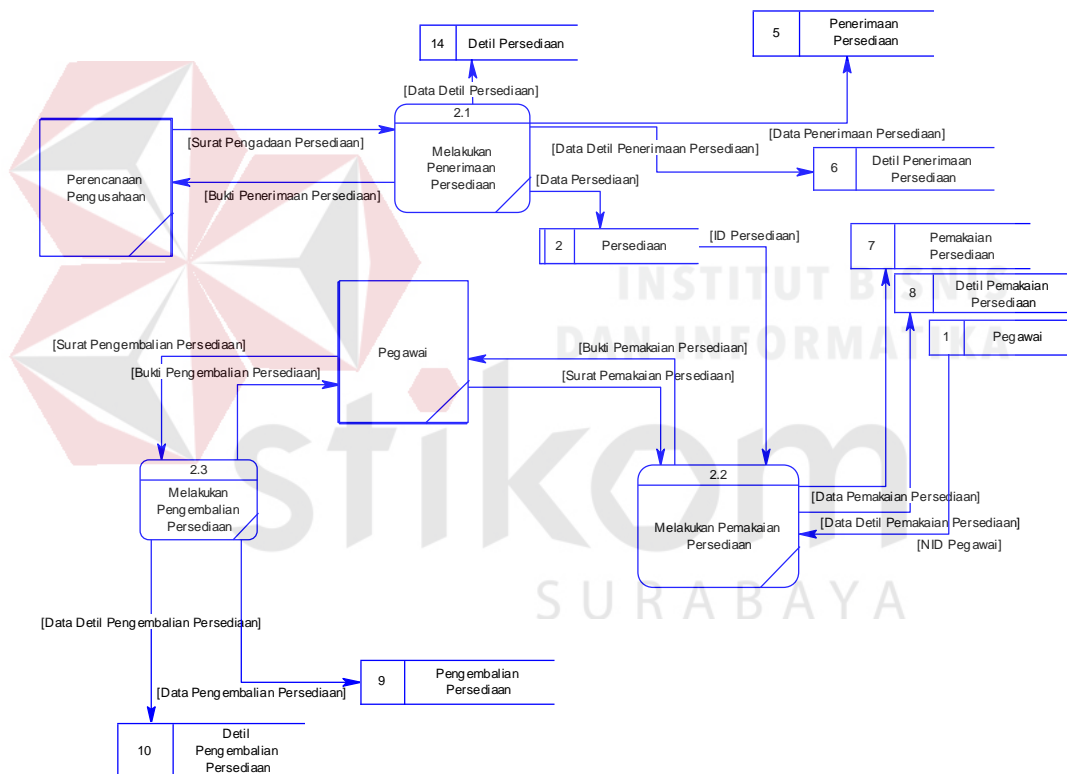 14 Detil Persediaan
5 Penerimaan
Persediaan
[Data Detil Persediaan]
2.1
Melakukan
Penerimaan
Persediaan
[Surat Pengadaan Persediaan]
[Data Penerimaan Persediaan]
[Data Detil Penerimaan Persediaan]
6 Detil Penerimaan
Persediaan
Perencanaan
Pengusahaan
[Bukti Penerimaan Persediaan]
[Data Persediaan]
2 Persediaan
[ID Persediaan]
7 Pemakaian
Persediaan
8 Detil Pemakaian
Persediaan
1 Pegawai
INSTITUT BISNIS
DAN INFORMATIKA
[Surat Pengembalian Persediaan]
[Bukti Pengembalian Persediaan]
Pegawai
[Bukti Pemakaian Persediaan]
[Surat Pemakaian Persediaan]
stikom
2.3
Melakukan
Pengembalian
Persediaan
2.2
Melakukan Pemakaian
Persediaan
[Data Pemakaian Persediaan]
[Data Detil Pemakaian Persediaan]
[NID Pegawai]
SURABAYA
[Data Detil Pengembalian Persediaan]
[Data Pengembalian Persediaan]
9 Pengembalian
Persediaan
10 Detil
Pengembalian
Persediaan